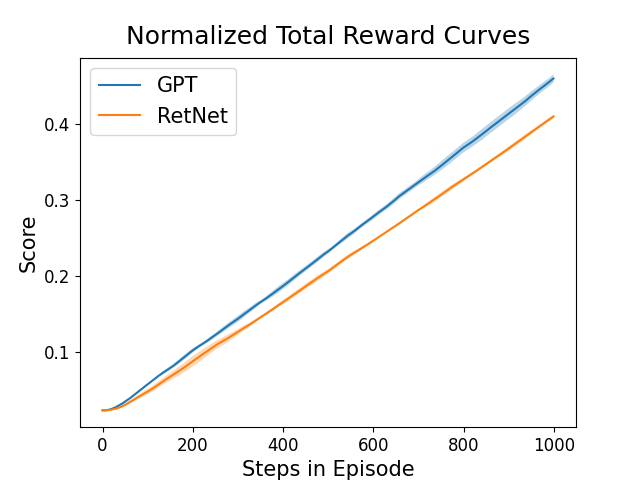 Normalized Total Reward Curves
GPT
RetNet
Score
0.4
0.3
0.2
0.1
0 200 400 600 800 1000
Steps in Episode